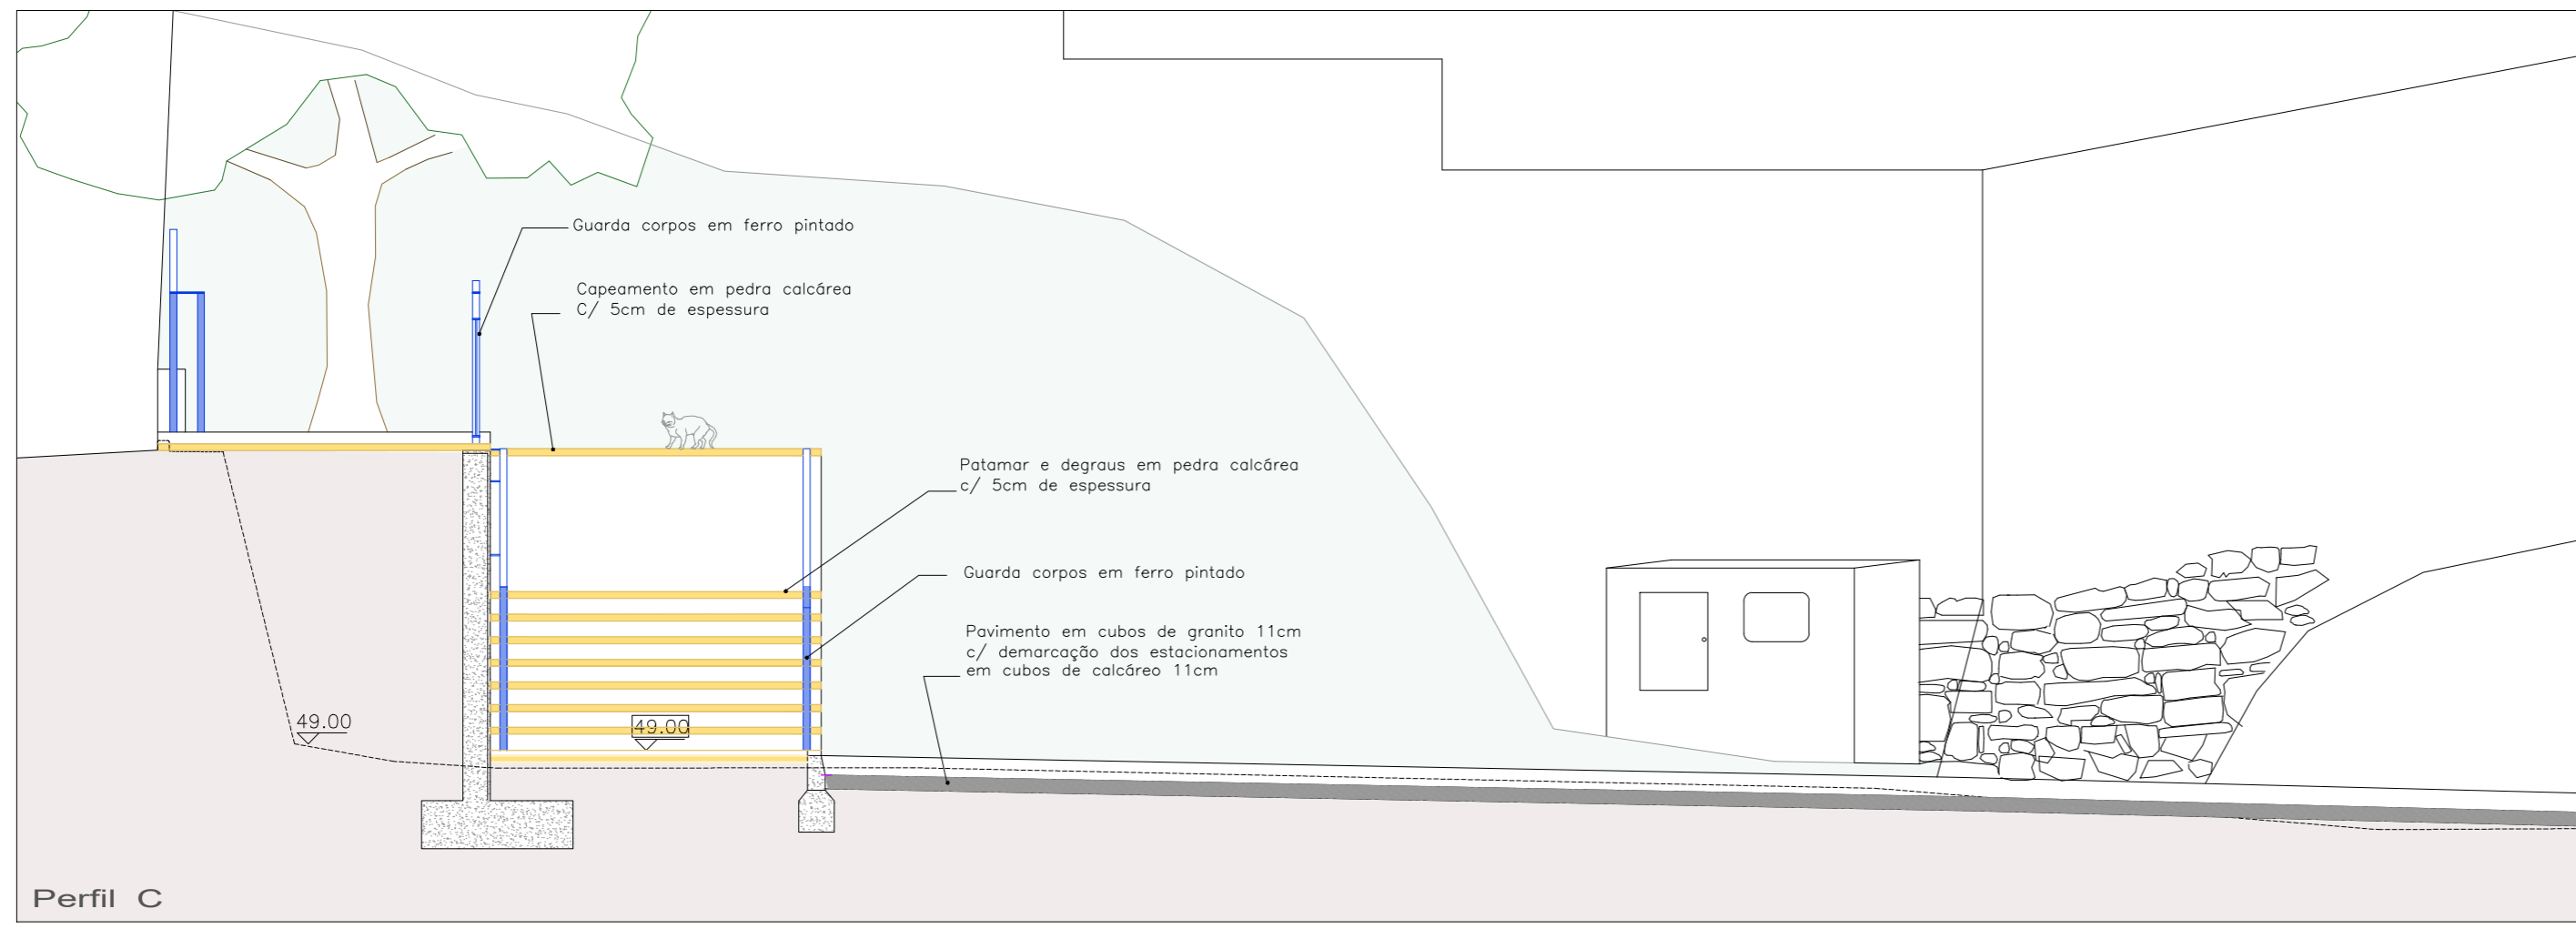 Guarda corpos em ferro pintado
Capeamento em pedra calcárea
C/ 5cm de espessura
Patamar e degraus em pedra calcárea
c/ 5cm de espessura
Guarda corpos em ferro pintado
Pavimento em cubos de granito 11cm
c/ demarcação dos estacionamentos
em cubos de calcáreo 11cm
49.00
49.00
Perfil C